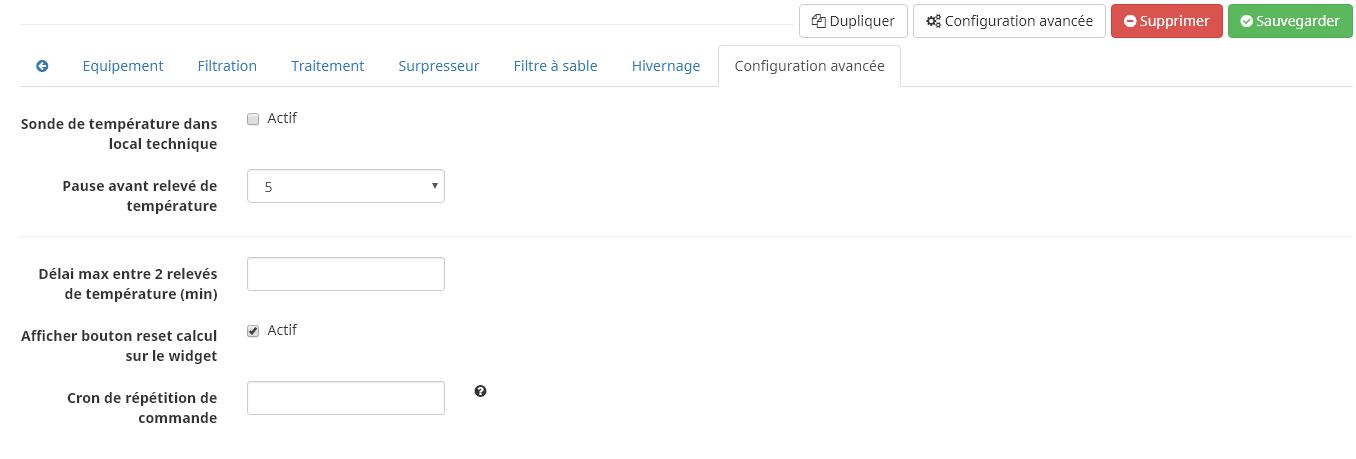 Dupliquer Configuration avancée Supprimer Sauvegarder
Equipement Filtration Traitement Surpresseur Filtre à sable Hivernage Configuration avancée
Sonde de température dans
local technique
Actif
Pause avant relevé de
température
5
Délai max entre 2 relevés
de température (min)
Afficher bouton reset calcul
sur le widget
Actif
Cron de répétition de
commande